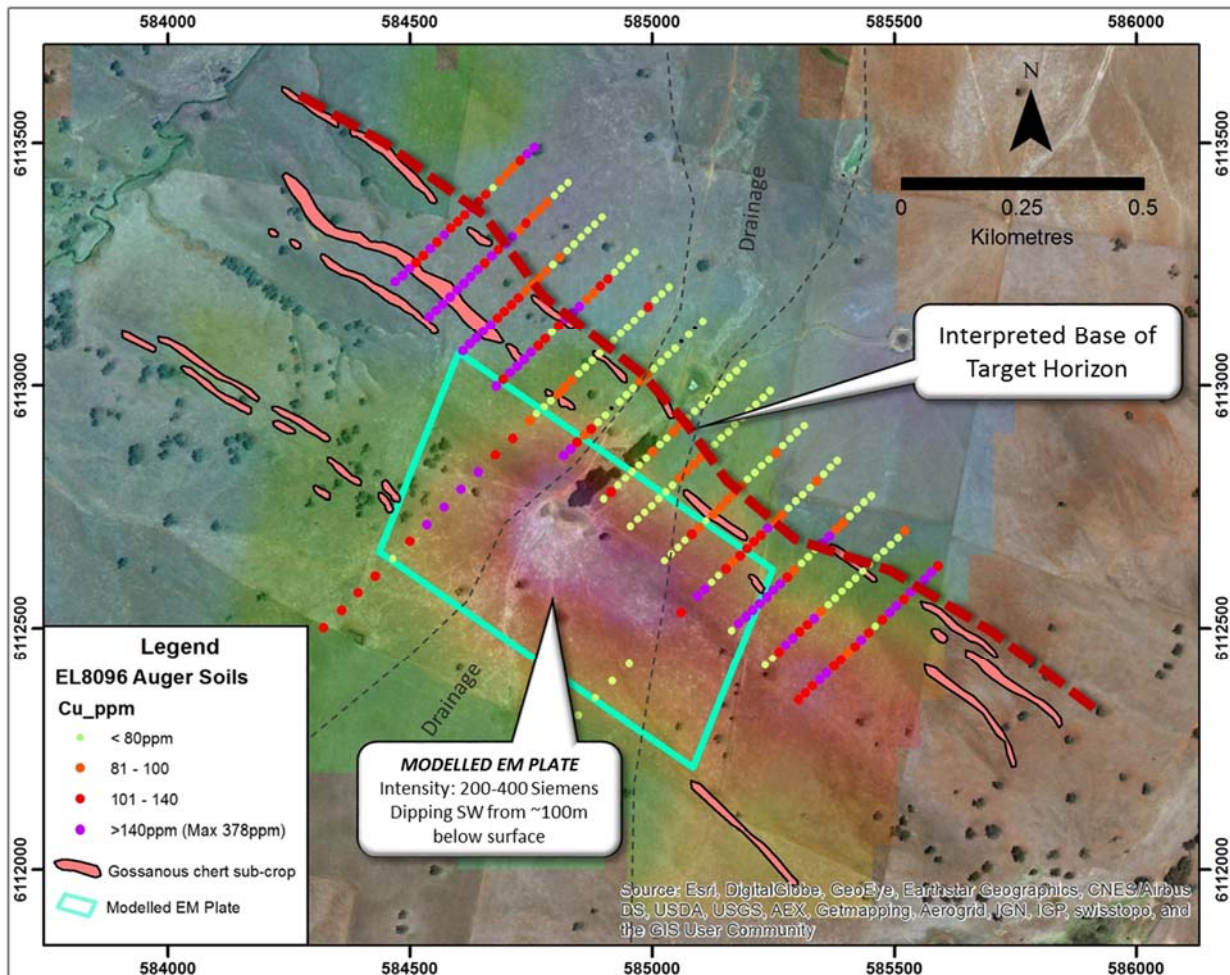 584000 584500 585000 585500 586000
6113500
6113000
6112500
6112000
6113500
6113000
6112500
6112000
N
0 0.25 0.5
Kilometres
Drainage
Interpreted Base of
Target Horizon
Drainage
MODELLED EM PLATE
Intensity: 200-400 Siemens
Dipping SW from ~100m
below surface
Legend
EL8096 Auger Soils
Cu_ppm
< 80ppm
81 - 100
101 - 140
>140ppm (Max 378ppm)
Gossanous chert sub-crop
Modelled EM Plate
Source: Esri, DigitalGlobe, GeoEye, Earthstar Geographics, CNES/Airbus
DS, USDA, USGS, AEX, Getmapping, Aerogrid, IGN, IGP, swisstopo, and
the GIS User Community
584000 584500 585000 585500 586000